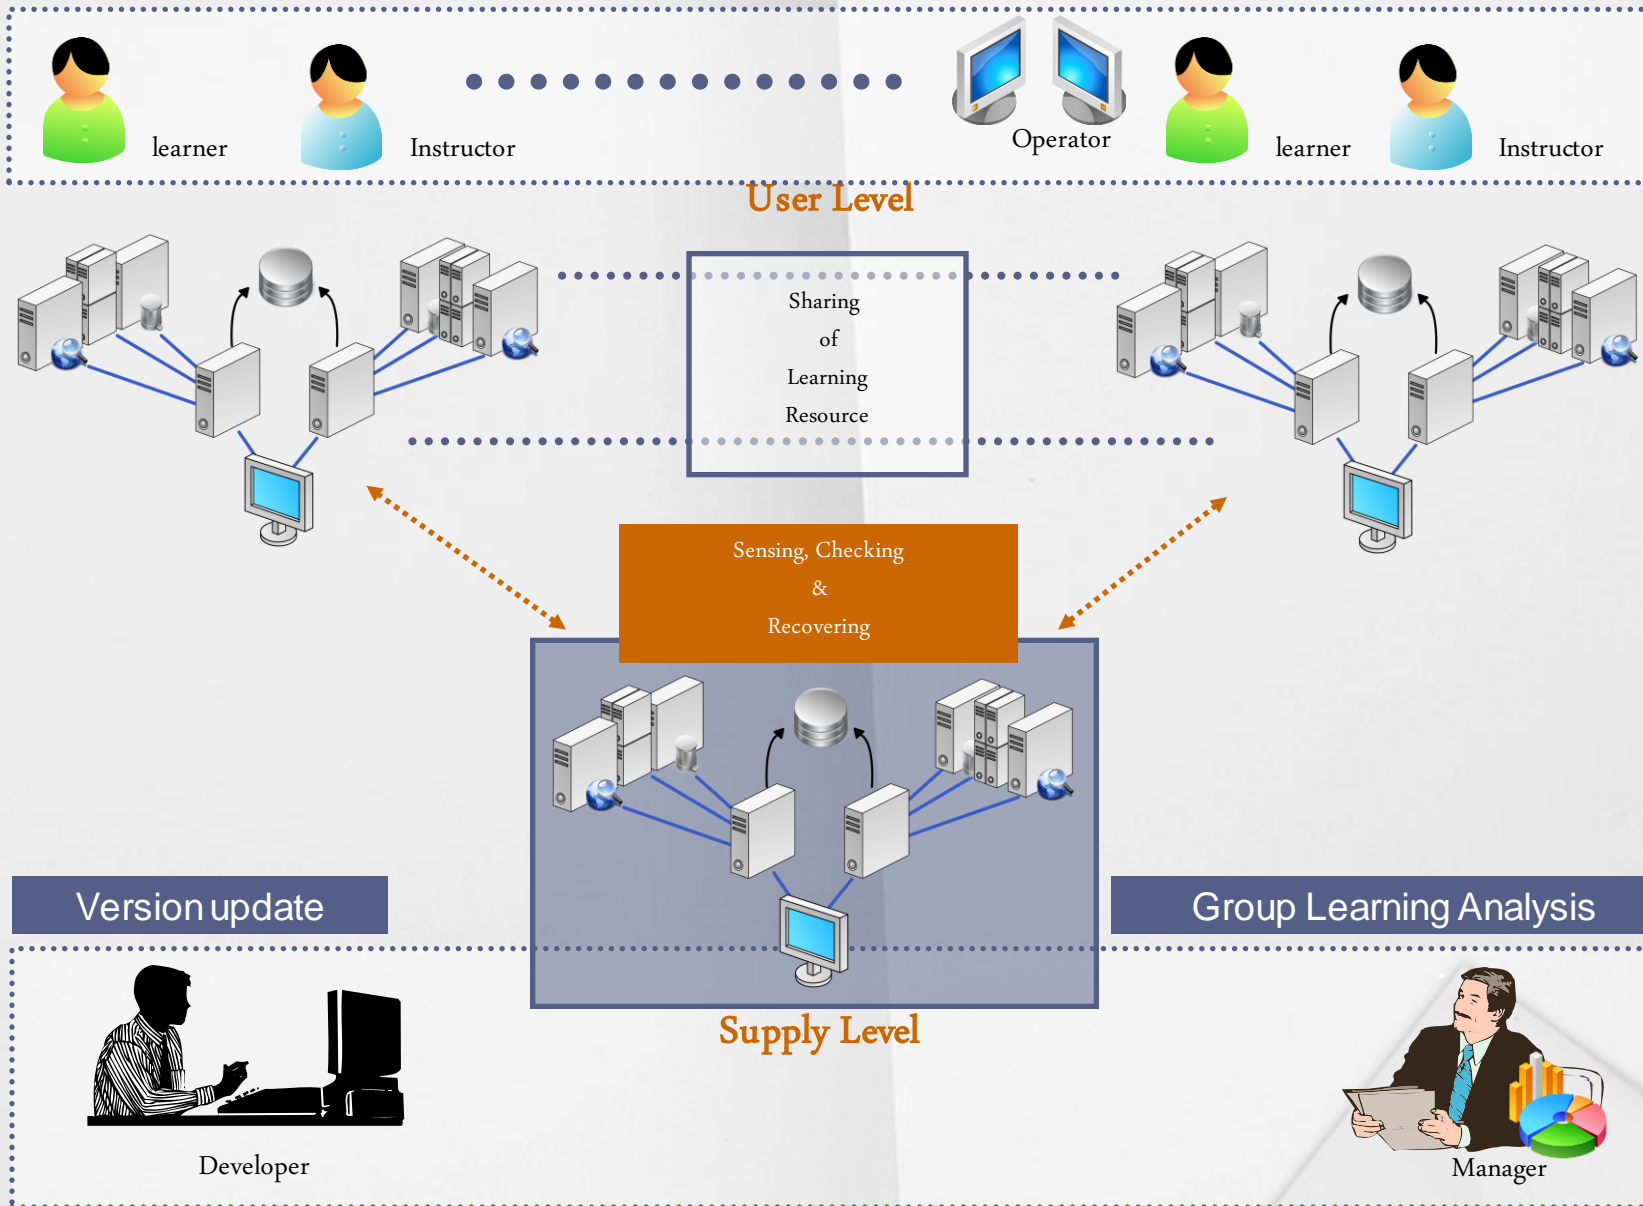 learner
Instructor
Operator
learner
Instructor
User Level
Sharing
of
Learning
Resource
Sensing, Checking
&
Recovering
Version update
Group Learning Analysis
Supply Level
Developer
Manager